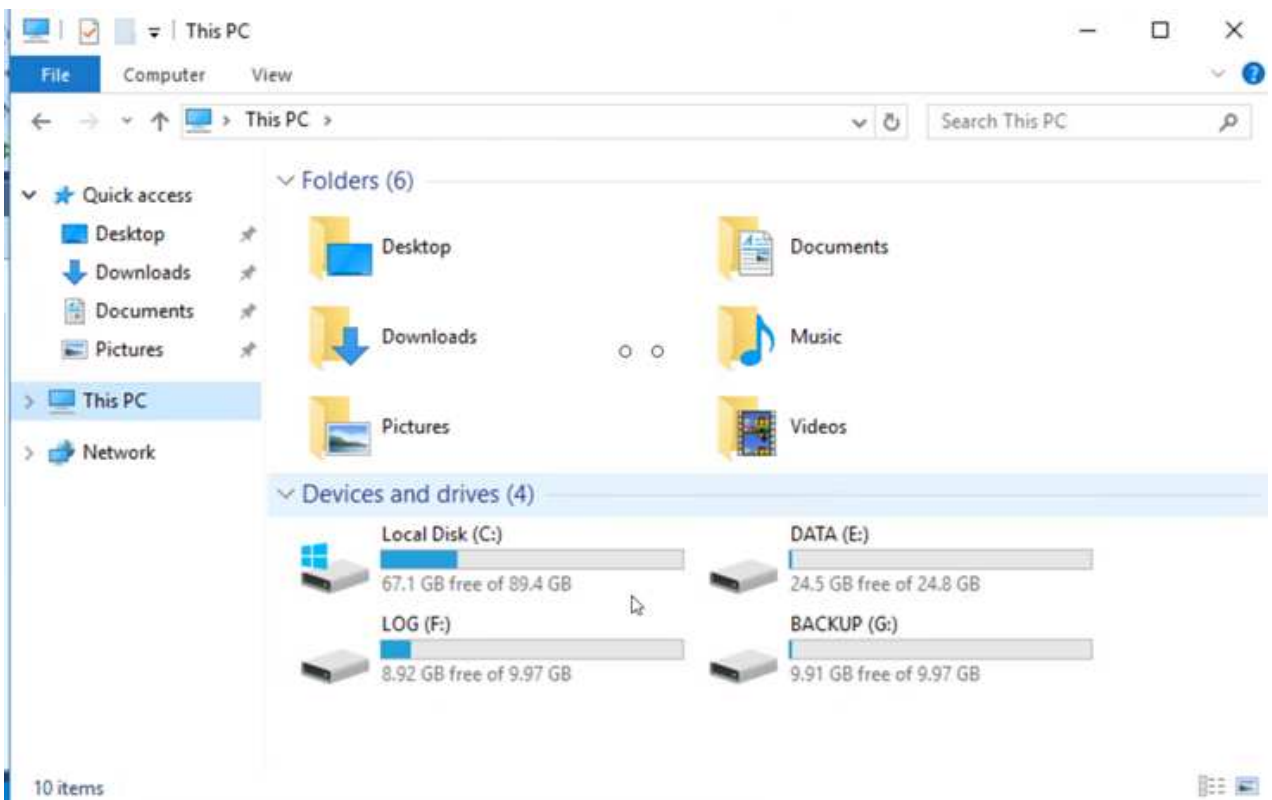 This PC
File Computer View
This PC
Search This PC
Quick access
Desktop
Downloads
Documents
Pictures
This PC
Network
Folders (6)
Desktop
Documents
Downloads
Music
Pictures
Videos
Devices and drives (4)
Local Disk (C:)
67.1 GB free of 89.4 GB
DATA (E:)
24.5 GB free of 24.8 GB
LOG (F:)
8.92 GB free of 9.97 GB
BACKUP (G:)
9.91 GB free of 9.97 GB
10 items